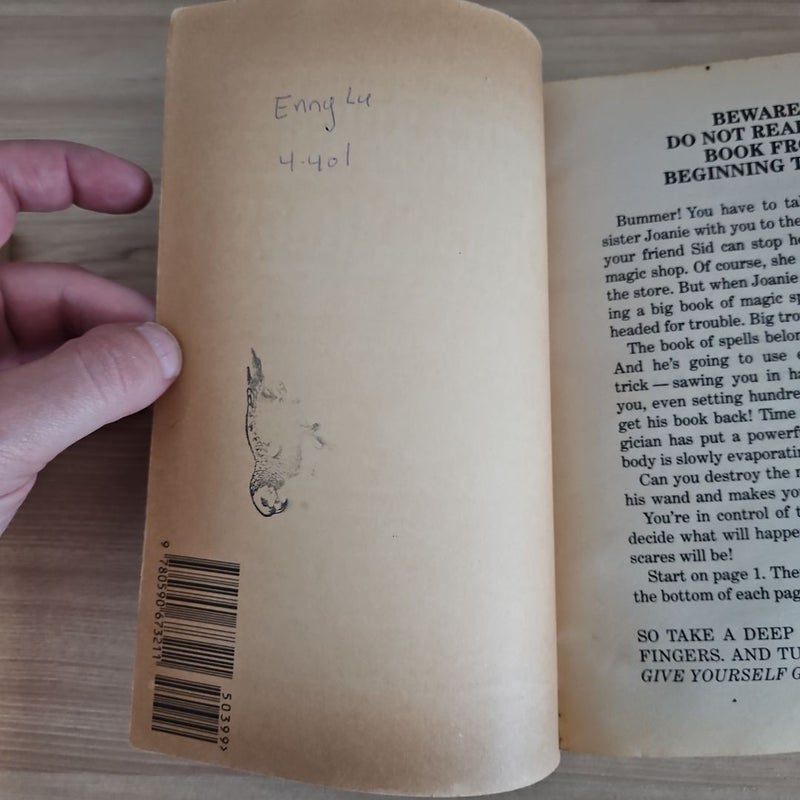 Enny Lu
4-401
9 780590 673211
50399>
BEWARE
DO NOT REA
BOOK FRO
BEGINNING T
Bummer! You have to ta
sister Joanie with you to the
your friend Sid can stop h
magic shop. Of course, she
the store. But when Joanie
ing a big book of magic sp
headed for trouble. Big tro
The book of spells belon
And he's going to use e
trick — sawing you in ha
you, even setting hundre
get his book back! Time
gician has put a powerf
body is slowly evaporatin
Can you destroy the m
his wand and makes yo
You're in control of t
decide what will happe
scares will be!
Start on page 1. The
the bottom of each pag
SO TAKE A DEEP
FINGERS. AND TU
GIVE YOURSELF G